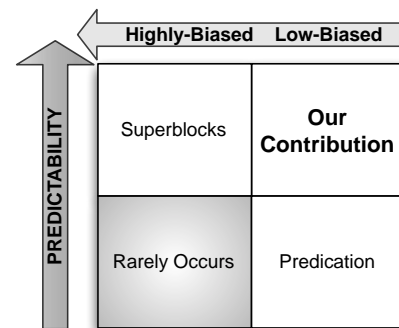 Highly-Biased Low-Biased
PREDICTABILITY
Superblocks
Our
Contribution
Rarely Occurs
Predication